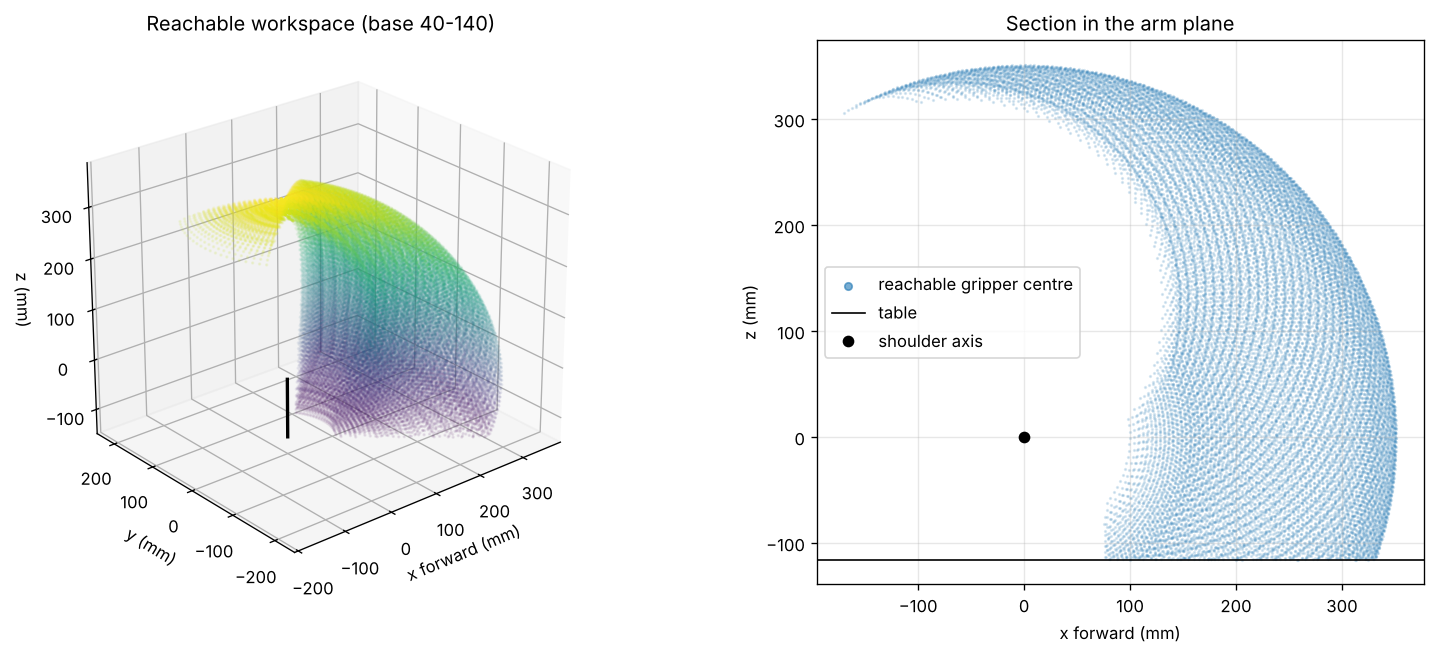 Reachable workspace (base 40-140)
300
200
100
0
−100
z (mm)
200
100
0
−100
−200
y (mm)
−200
−100
0
100
200
300
x forward (mm)
Section in the arm plane
300
200
100
0
−100
z (mm)
reachable gripper centre
table
shoulder axis
−100
0
100
200
300
x forward (mm)